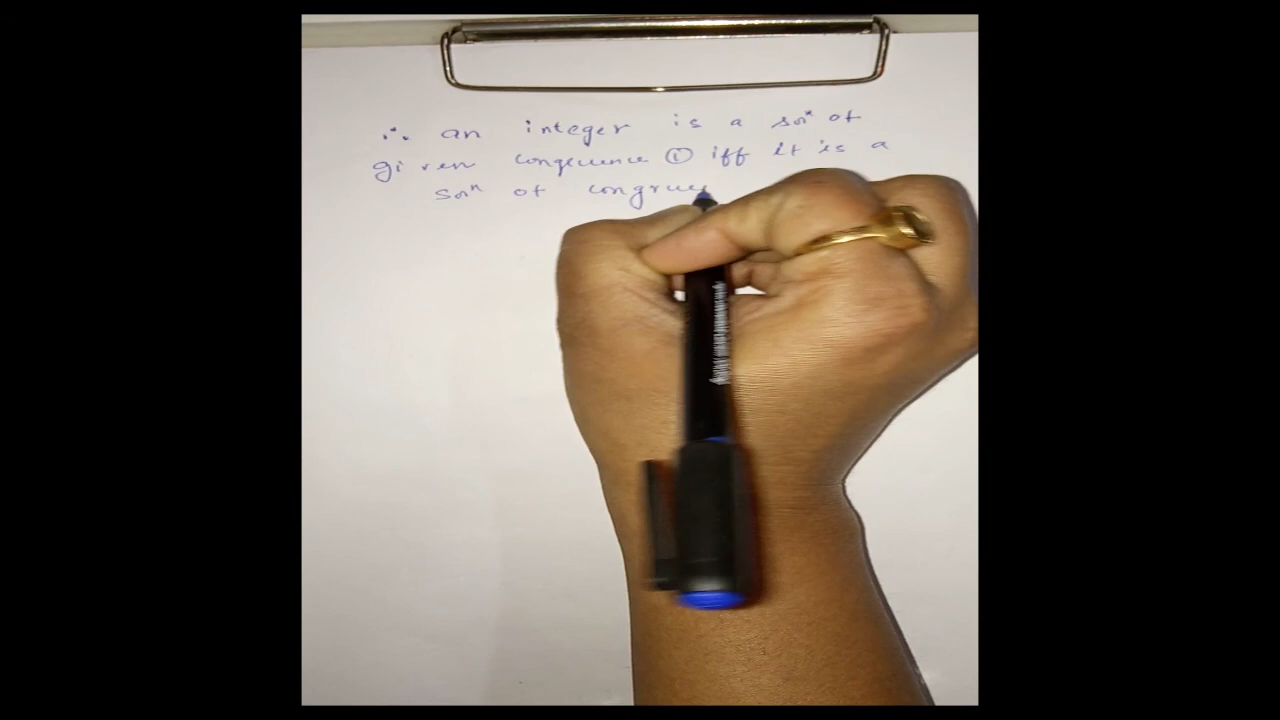 ∴ an integer is a solⁿ of
given congruence ① iff it is a
solⁿ of congrue